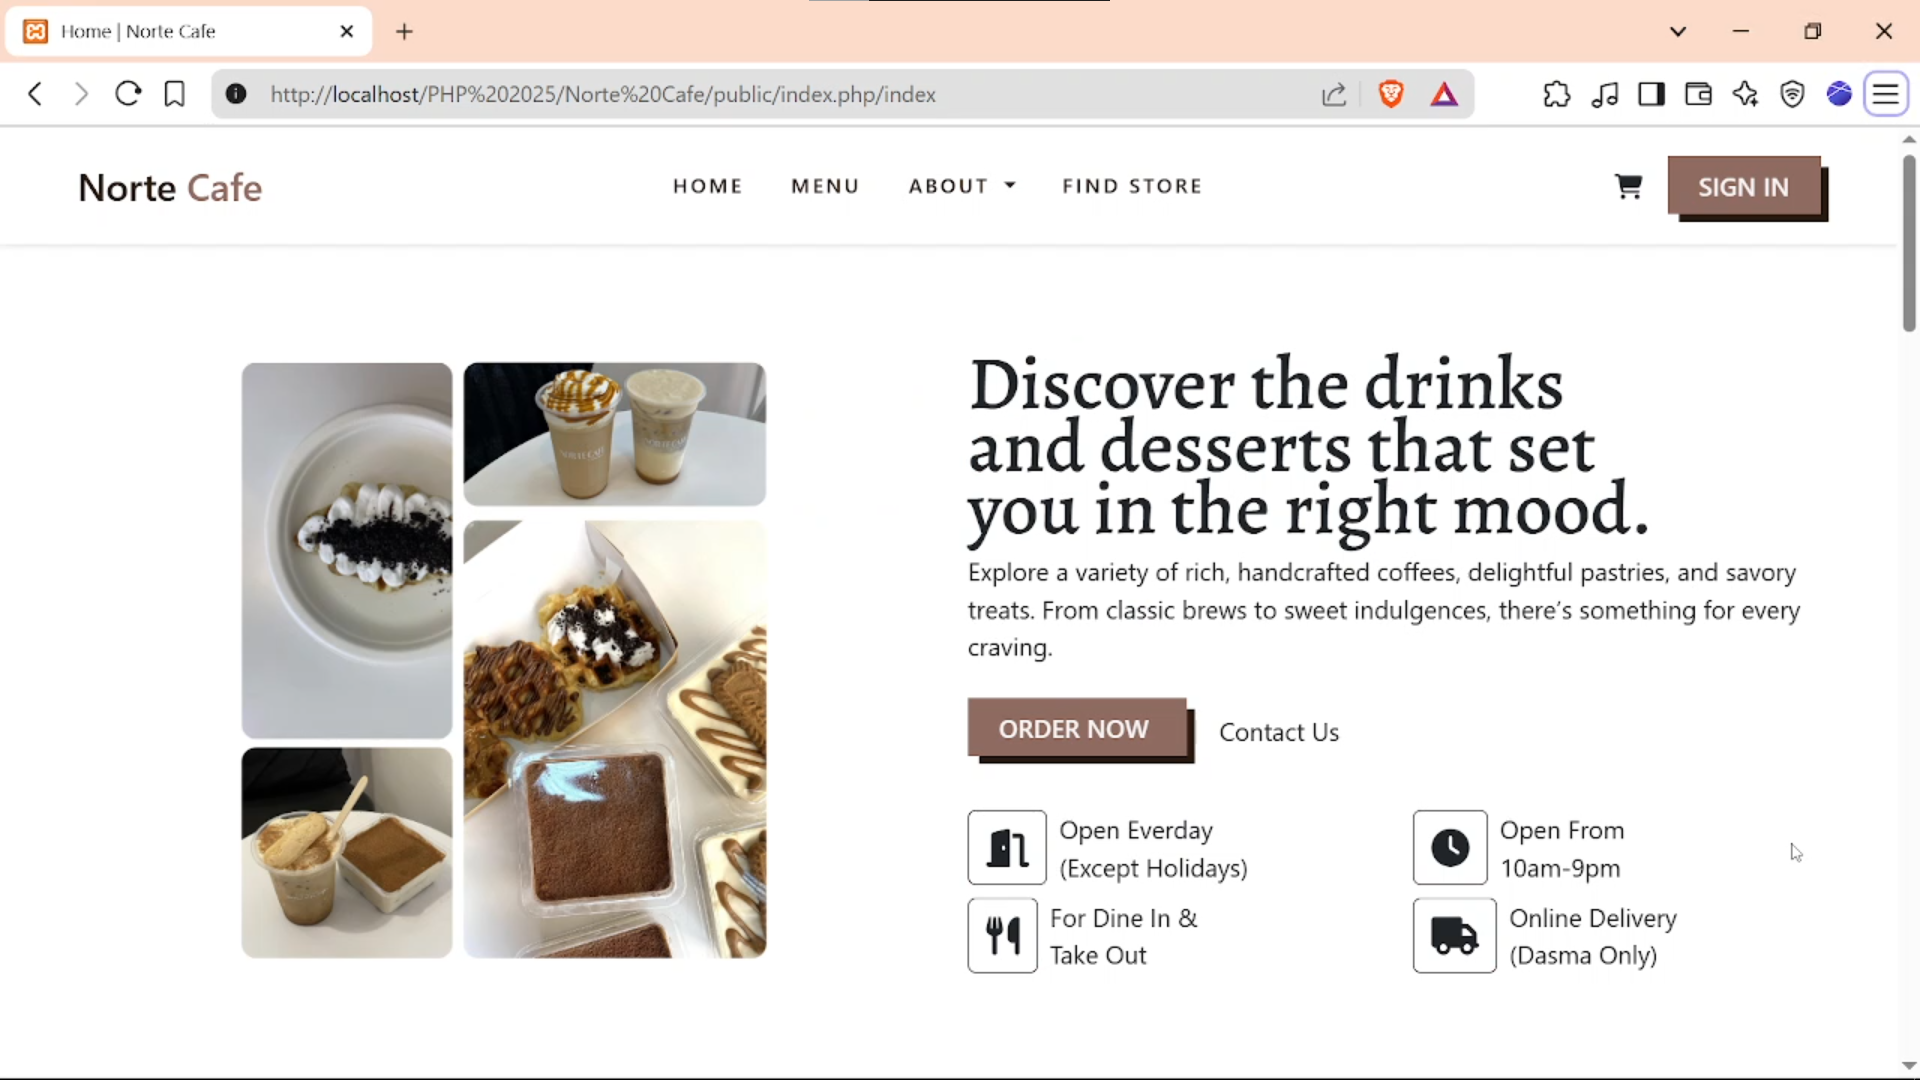 Home | Norte Cafe
http://localhost/PHP%202025/Norte%20Cafe/public/index.php/index
Norte Cafe
HOME
MENU
ABOUT
FIND STORE
SIGN IN
NORTE CAFE
Discover the drinks
and desserts that set
you in the right mood.
Explore a variety of rich, handcrafted coffees, delightful pastries, and savory
treats. From classic brews to sweet indulgences, there’s something for every
craving.
ORDER NOW
Contact Us
Open Everday
(Except Holidays)
Open From
10am-9pm
For Dine In &
Take Out
Online Delivery
(Dasma Only)